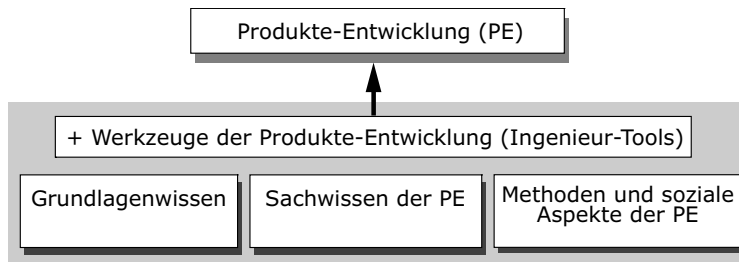 Produkte-Entwicklung (PE)
+ Werkzeuge der Produkte-Entwicklung (Ingenieur-Tools)
Grundlagenwissen
Sachwissen der PE
Methoden und soziale
Aspekte der PE